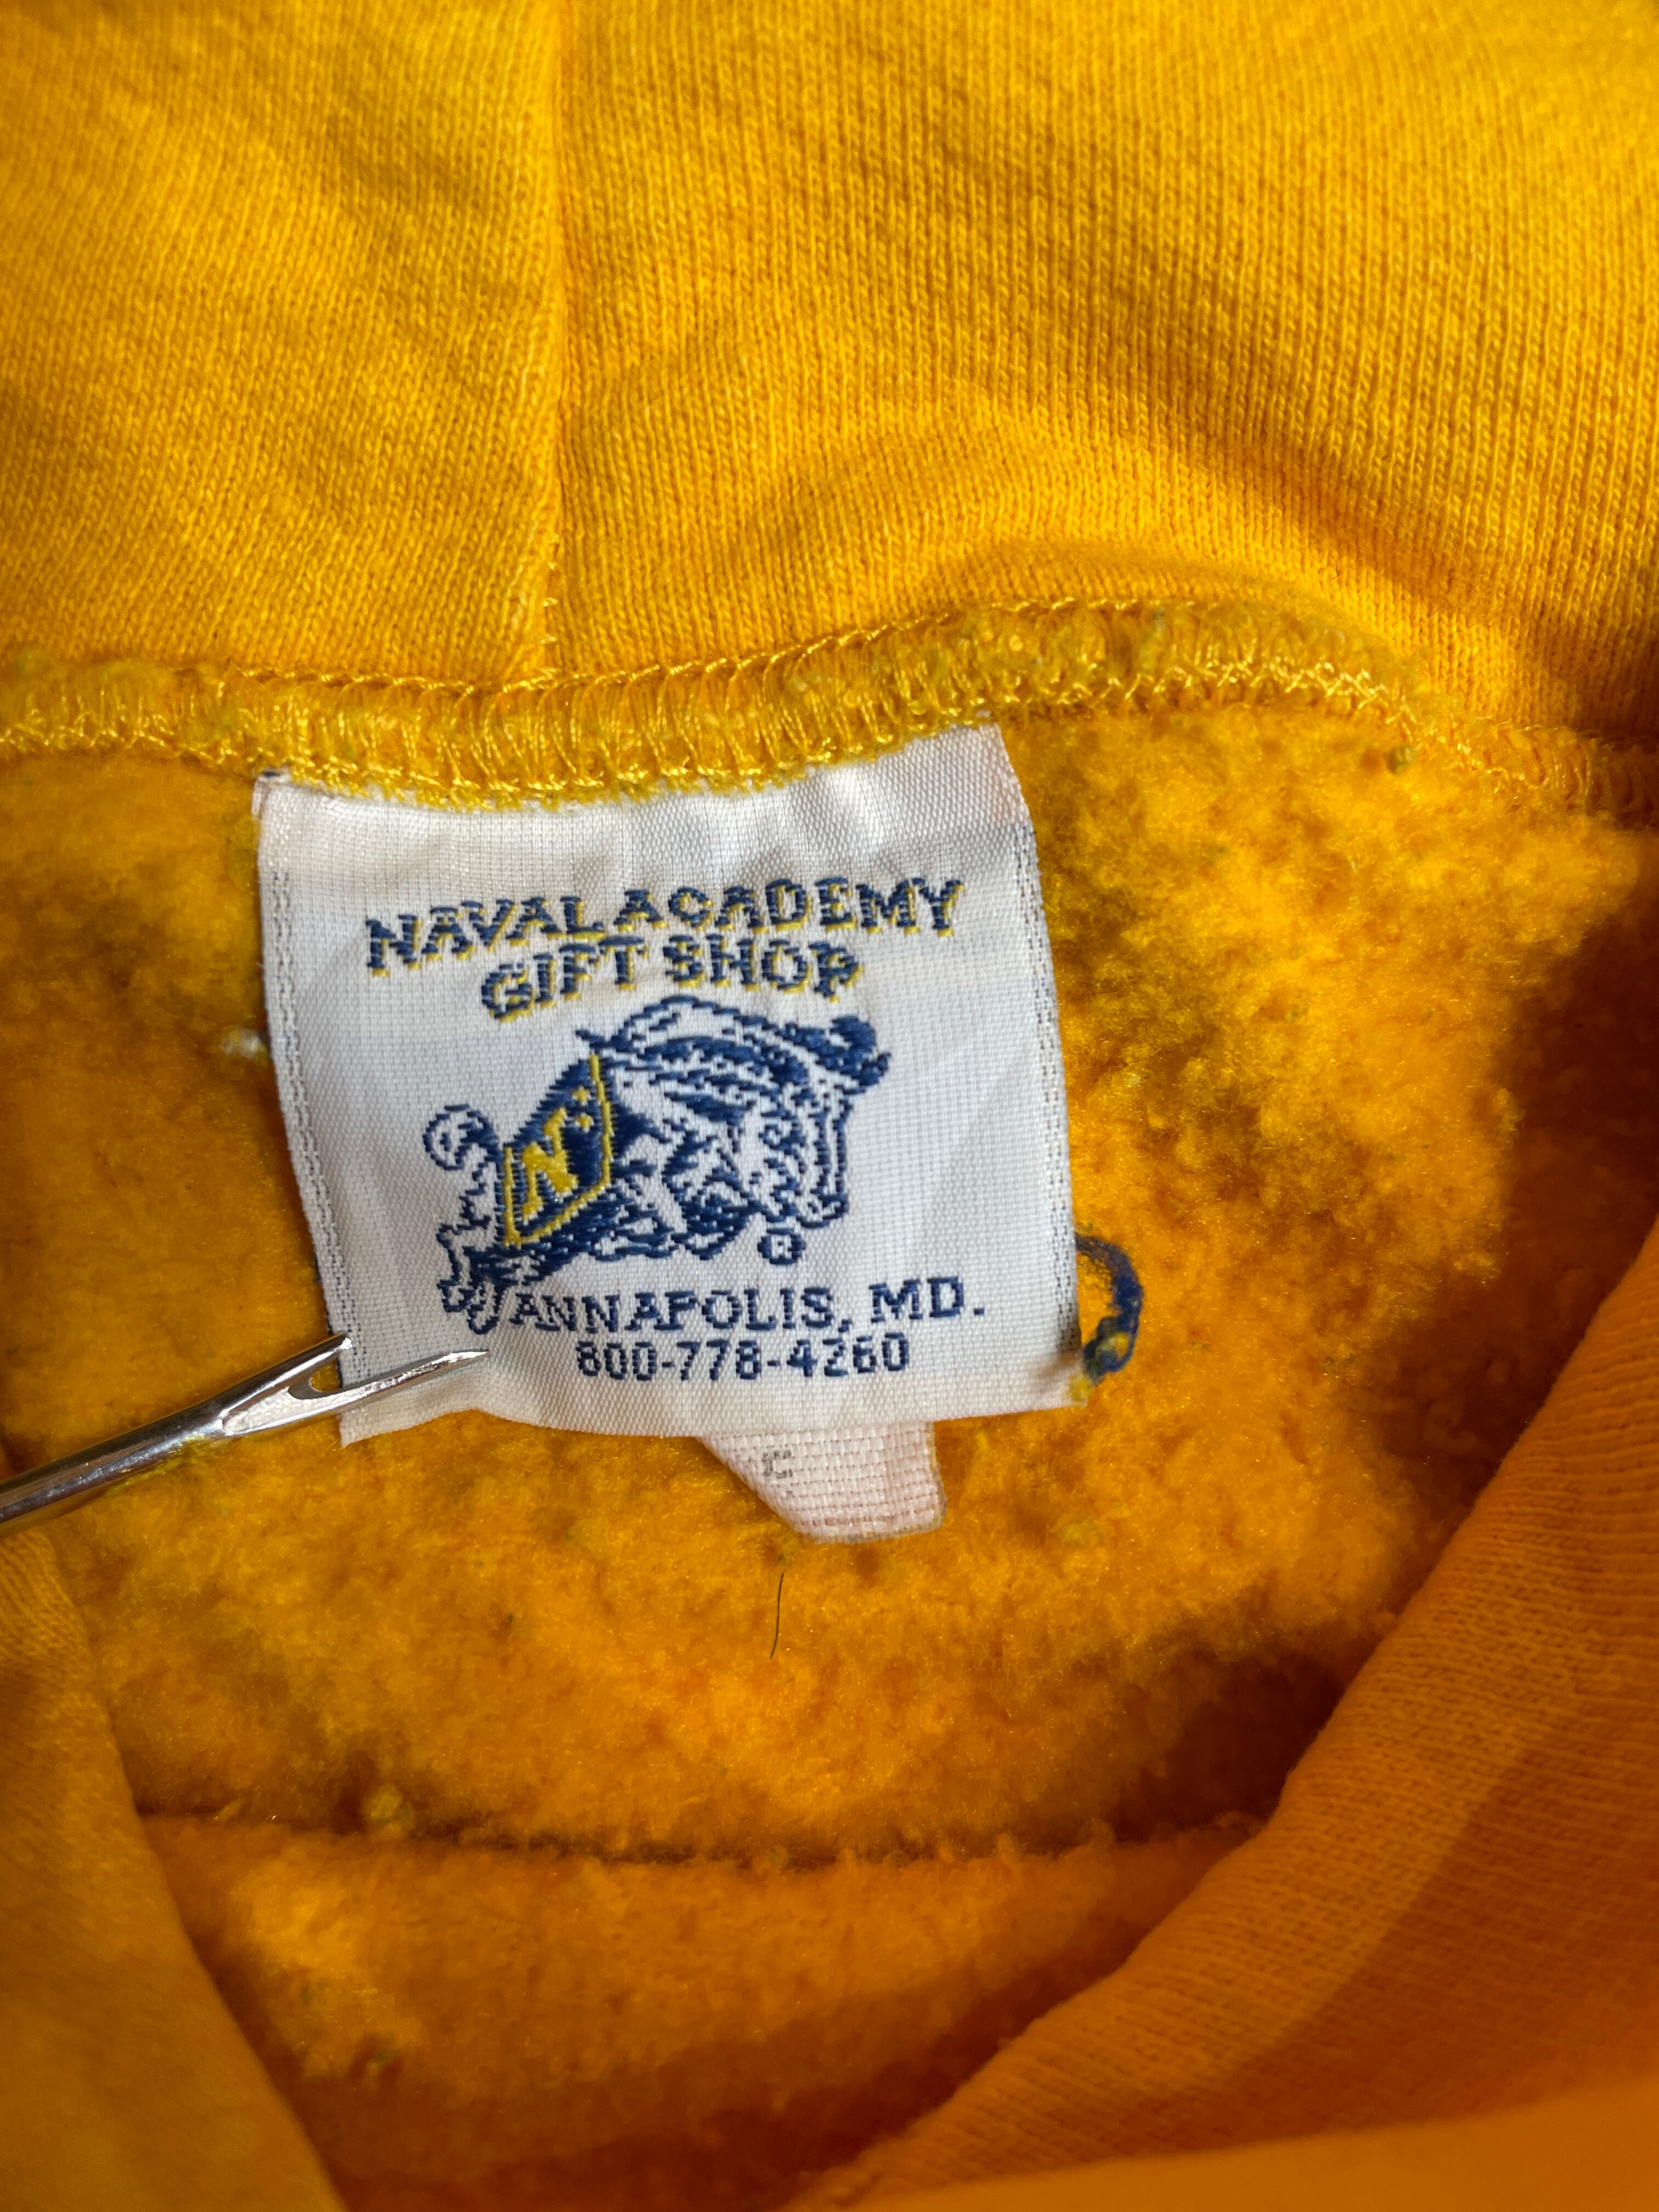 NAVAL ACADEMY
GIFT SHOP
N
®
ANNAPOLIS, MD.
800-778-4260